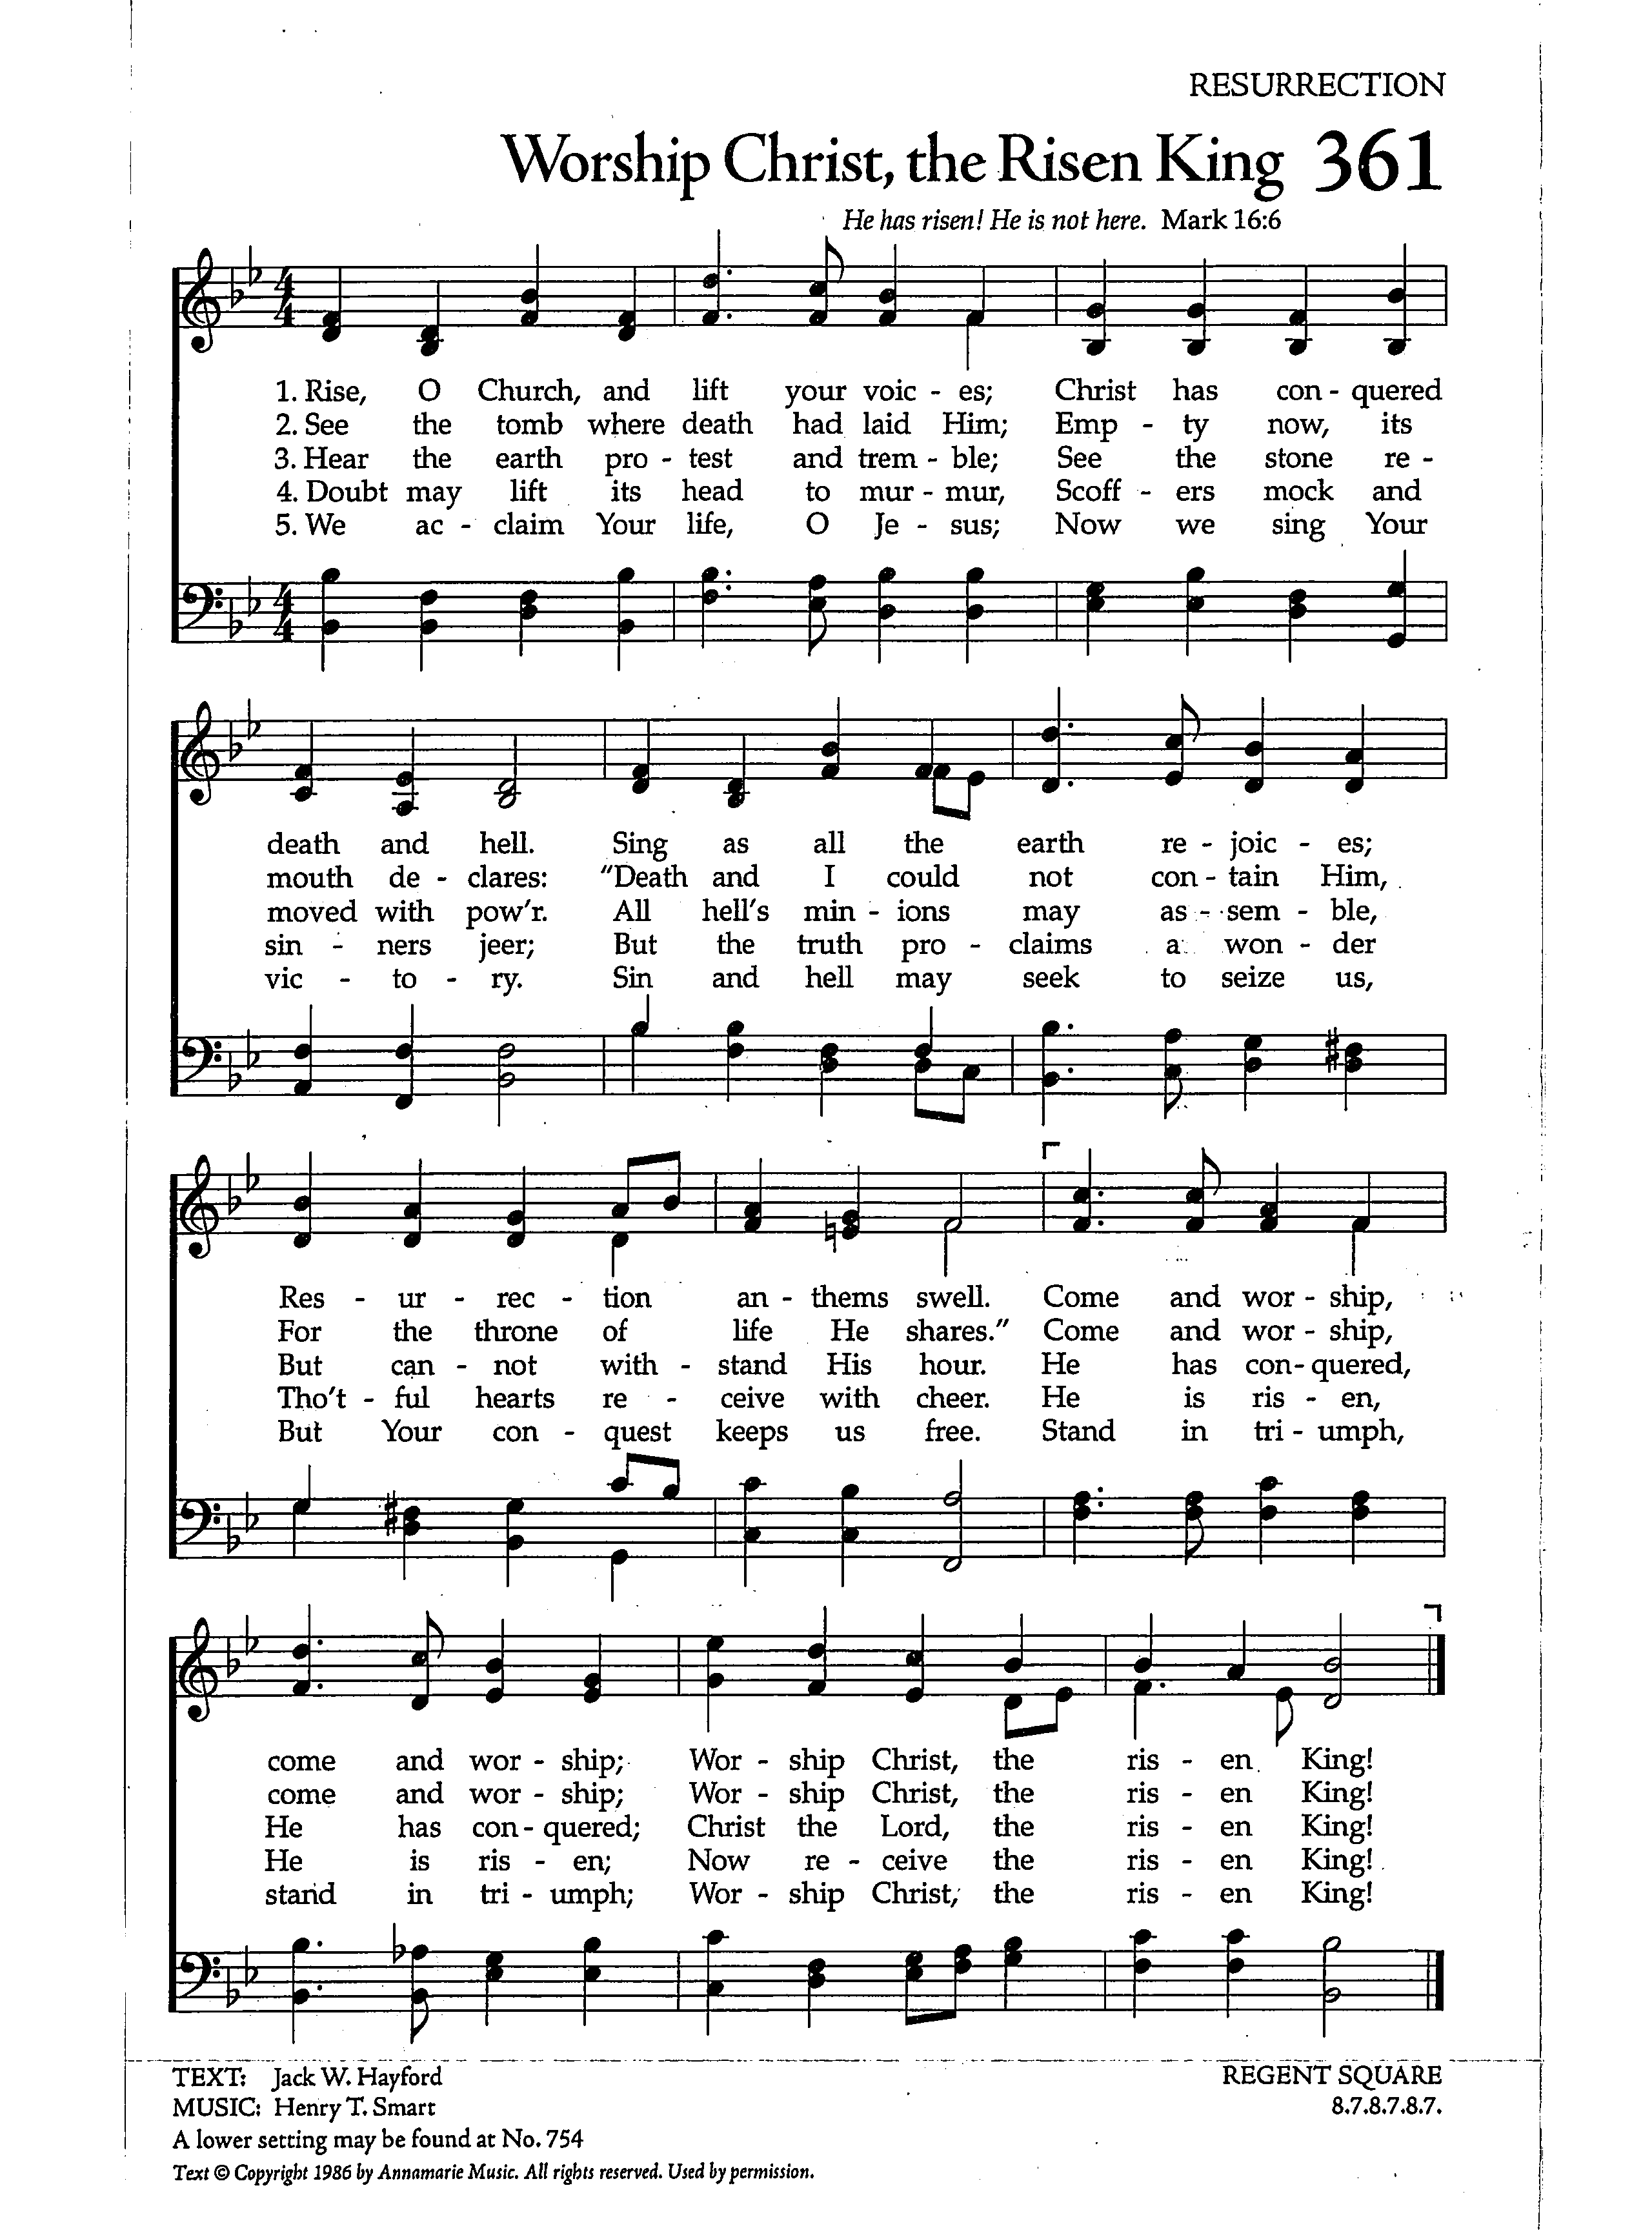 RESURRECTION
Worship Christ, the Risen King 361
He has risen! He is not here. Mark 16:6
4 4
1. Rise, O Church, and lift your voic - es; Christ has con - quered
2. See the tomb where death had laid Him; Emp - ty now, its
3. Hear the earth pro - test and trem - ble; See the stone re -
4. Doubt may lift its head to mur - mur, Scoff - ers mock and
5. We ac - claim Your life, O Je - sus; Now we sing Your
4 4
death and hell. Sing as all the earth re - joic - es;
mouth de - clares: "Death and I could not con - tain Him,
moved with pow'r. All hell's min - ions may as - sem - ble,
sin - ners jeer; But the truth pro - claims a won - der
vic - to - ry. Sin and hell may seek to seize us,
Res - ur - rec - tion an - thems swell. Come and wor - ship,
For the throne of life He shares." Come and wor - ship,
But can - not with - stand His hour. He has con - quered,
Tho't - ful hearts re - ceive with cheer. He is ris - en,
But Your con - quest keeps us free. Stand in tri - umph,
come and wor - ship; Wor - ship Christ, the ris - en King!
come and wor - ship; Wor - ship Christ, the ris - en King!
He has con - quered; Christ the Lord, the ris - en King!
He is ris - en; Now re - ceive the ris - en King!
stand in tri - umph; Wor - ship Christ, the ris - en King!
TEXT: Jack W. Hayford REGENT SQUARE
MUSIC: Henry T. Smart 8.7.8.7.8.7.
A lower setting may be found at No. 754
Text © Copyright 1986 by Annamarie Music. All rights reserved. Used by permission.